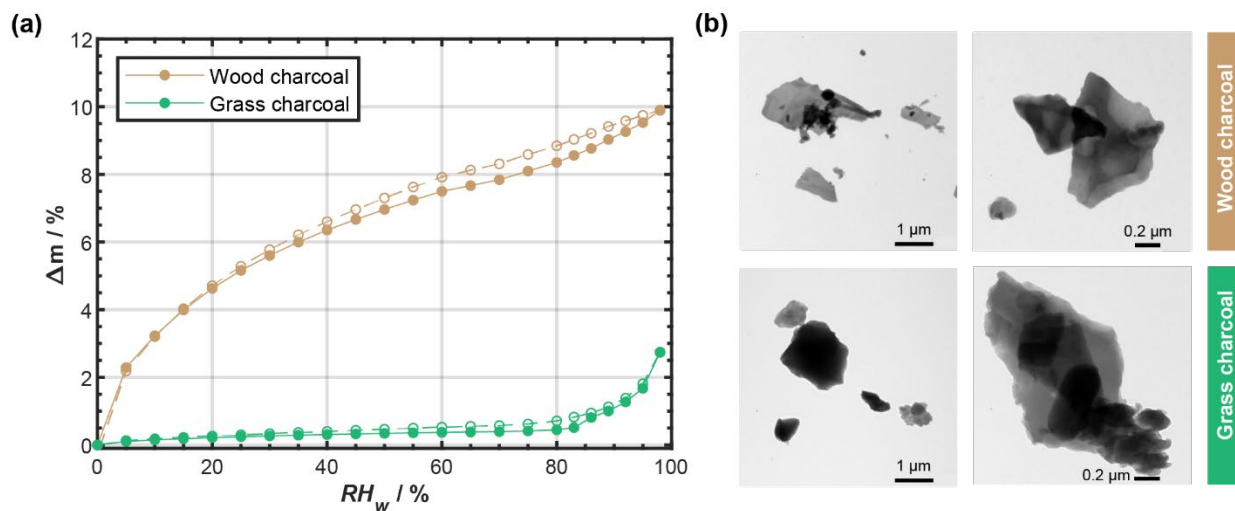 (a)
12
10
8
6
4
2
0
Δm / %
Wood charcoal
Grass charcoal
0
20
40
60
80
100
RH_w / %
(b)
1 µm
0.2 µm
Wood charcoal
1 µm
0.2 µm
Grass charcoal